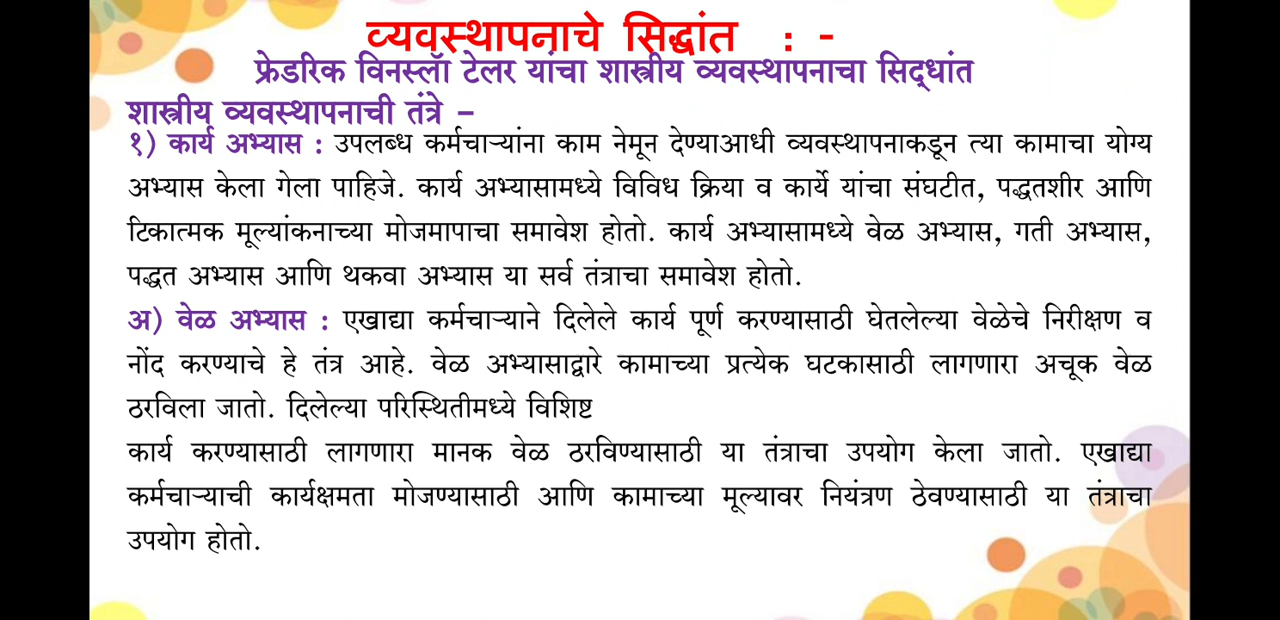 व्यवस्थापनाचे सिद्धांत : -
फ्रेडरिक विनस्लॉ टेलर यांचा शास्त्रीय व्यवस्थापनाचा सिद्धांत
शास्त्रीय व्यवस्थापनाची तंत्रे –
१) कार्य अभ्यास : उपलब्ध कर्मचाऱ्यांना काम नेमून देण्याआधी व्यवस्थापनाकडून त्या कामाचा योग्य
अभ्यास केला गेला पाहिजे. कार्य अभ्यासामध्ये विविध क्रिया व कार्ये यांचा संघटीत, पद्धतशीर आणि
टिकात्मक मूल्यांकनाच्या मोजमापाचा समावेश होतो. कार्य अभ्यासामध्ये वेळ अभ्यास, गती अभ्यास,
पद्धत अभ्यास आणि थकवा अभ्यास या सर्व तंत्राचा समावेश होतो.
अ) वेळ अभ्यास : एखाद्या कर्मचाऱ्याने दिलेले कार्य पूर्ण करण्यासाठी घेतलेल्या वेळेचे निरीक्षण व
नोंद करण्याचे हे तंत्र आहे. वेळ अभ्यासाद्वारे कामाच्या प्रत्येक घटकासाठी लागणारा अचूक वेळ
ठरविला जातो. दिलेल्या परिस्थितीमध्ये विशिष्ट
कार्य करण्यासाठी लागणारा मानक वेळ ठरविण्यासाठी या तंत्राचा उपयोग केला जातो. एखाद्या
कर्मचाऱ्याची कार्यक्षमता मोजण्यासाठी आणि कामाच्या मूल्यावर नियंत्रण ठेवण्यासाठी या तंत्राचा
उपयोग होतो.